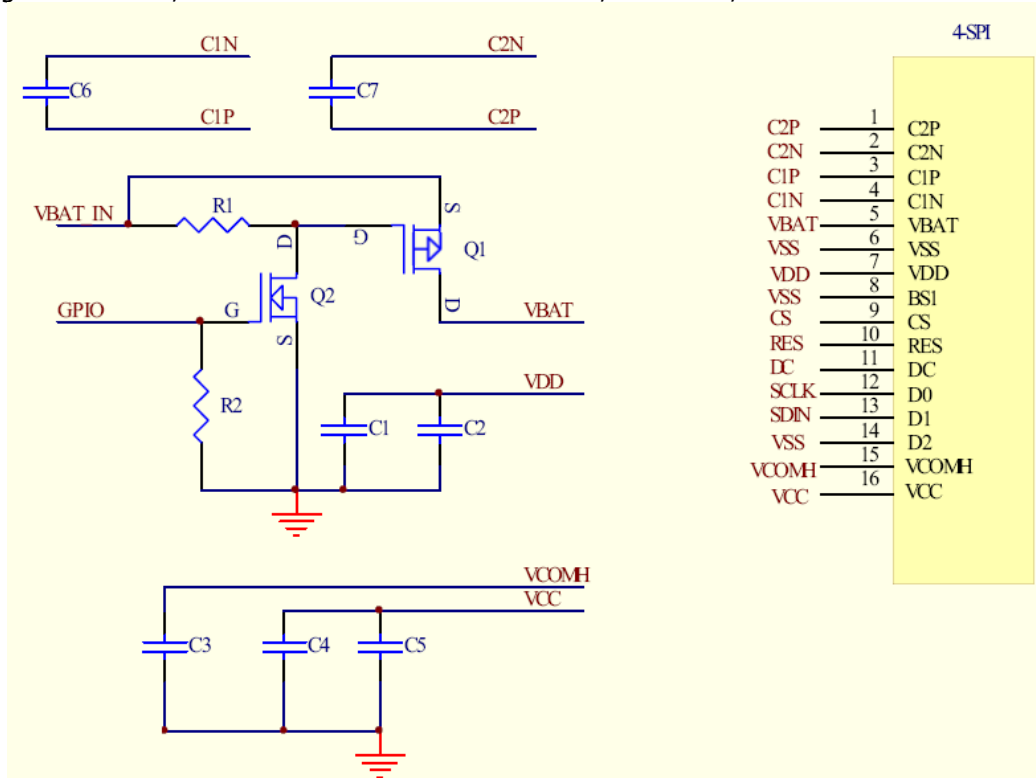 C1N
C6
C1P
C2N
C7
C2P
VBAT IN
R1
D
G
S
Q1
D
VBAT
GPIO
G
Q2
S
R2
VDD
C1
C2
VCOMH
VCC
C3
C4
C5
4-SPI
C2P 1 C2P
C2N 2 C2N
C1P 3 C1P
C1N 4 C1N
VBAT 5 VBAT
VSS 6 VSS
VDD 7 VDD
VSS 8 BS1
CS 9 CS
RES 10 RES
DC 11 DC
SCLK 12 D0
SDIN 13 D1
VSS 14 D2
VCOMH 15 VCOMH
VCC 16 VCC